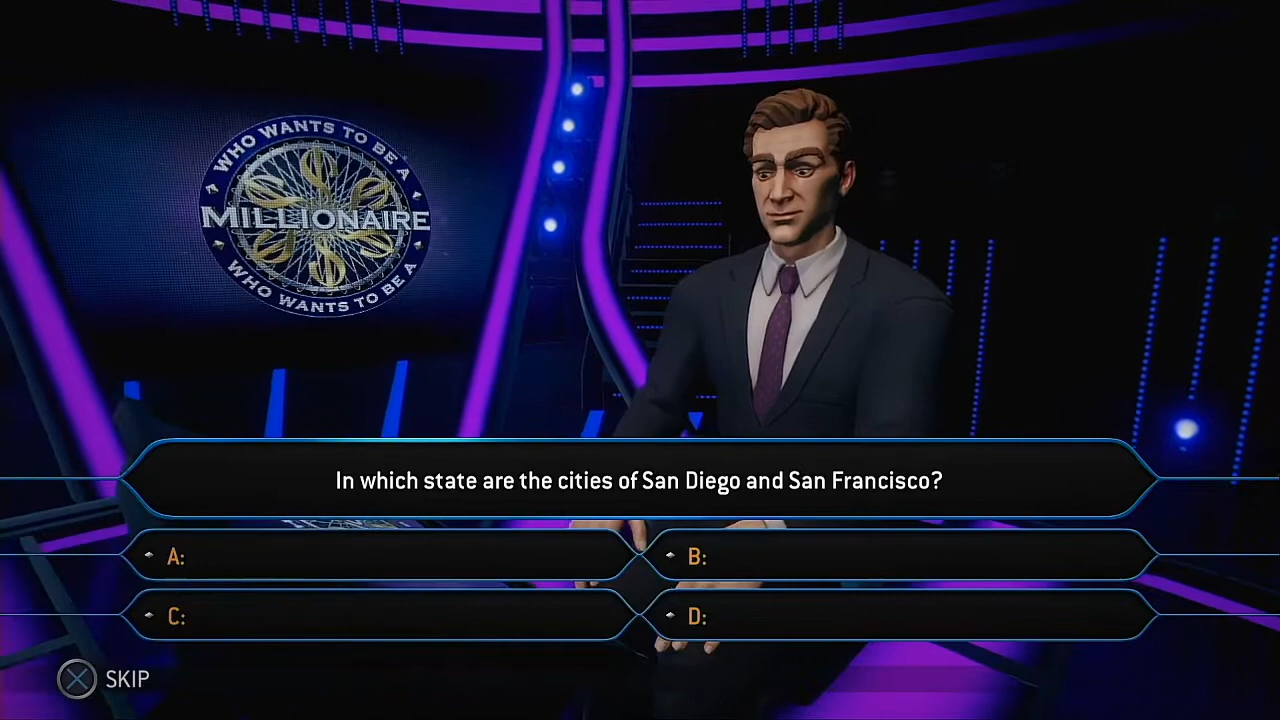 WHO WANTS TO BE A
MILLIONAIRE
WHO WANTS TO BE A
In which state are the cities of San Diego and San Francisco?
A:
B:
C:
D:
SKIP